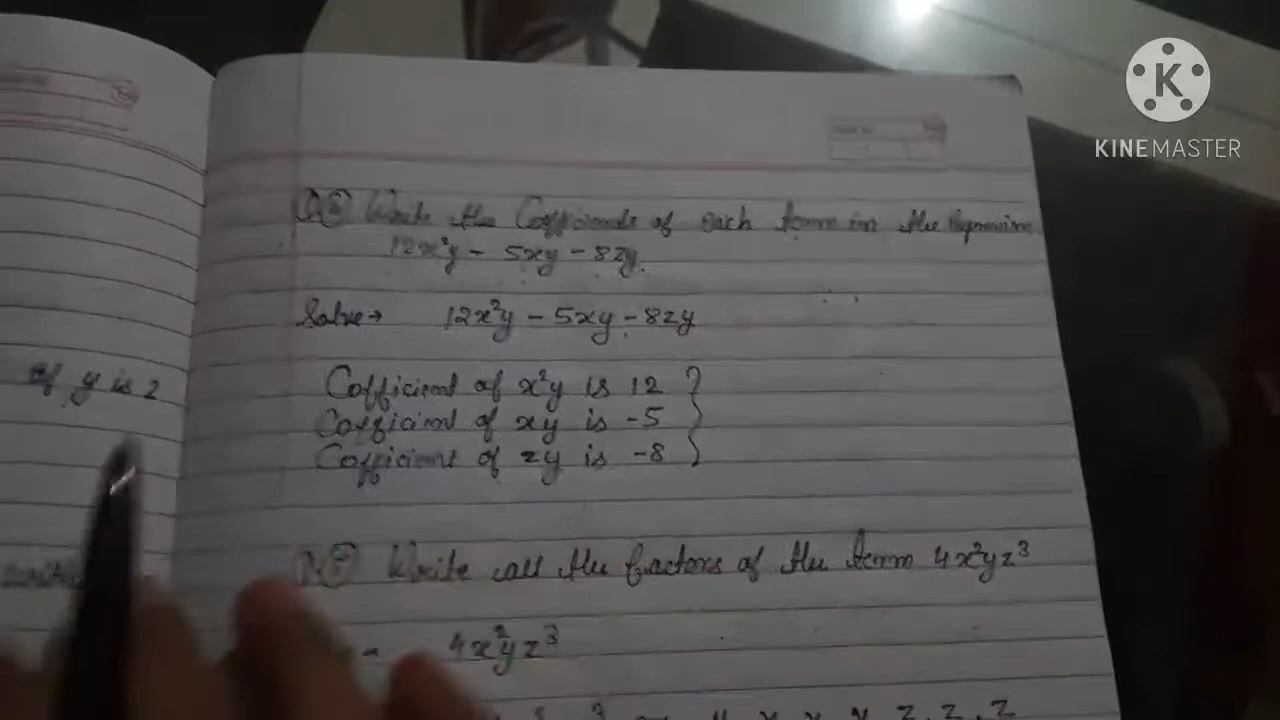 KINEMASTER
Write the Cofficients of each term in the
12x²y - 5xy - 8zy.
Solve → 12x²y - 5xy - 8zy
of y is 2
Cofficient of x²y is 12
Cofficient of xy is -5
Cofficient of zy is -8
Write all the factors of the term 4x²yz³
4x²yz³